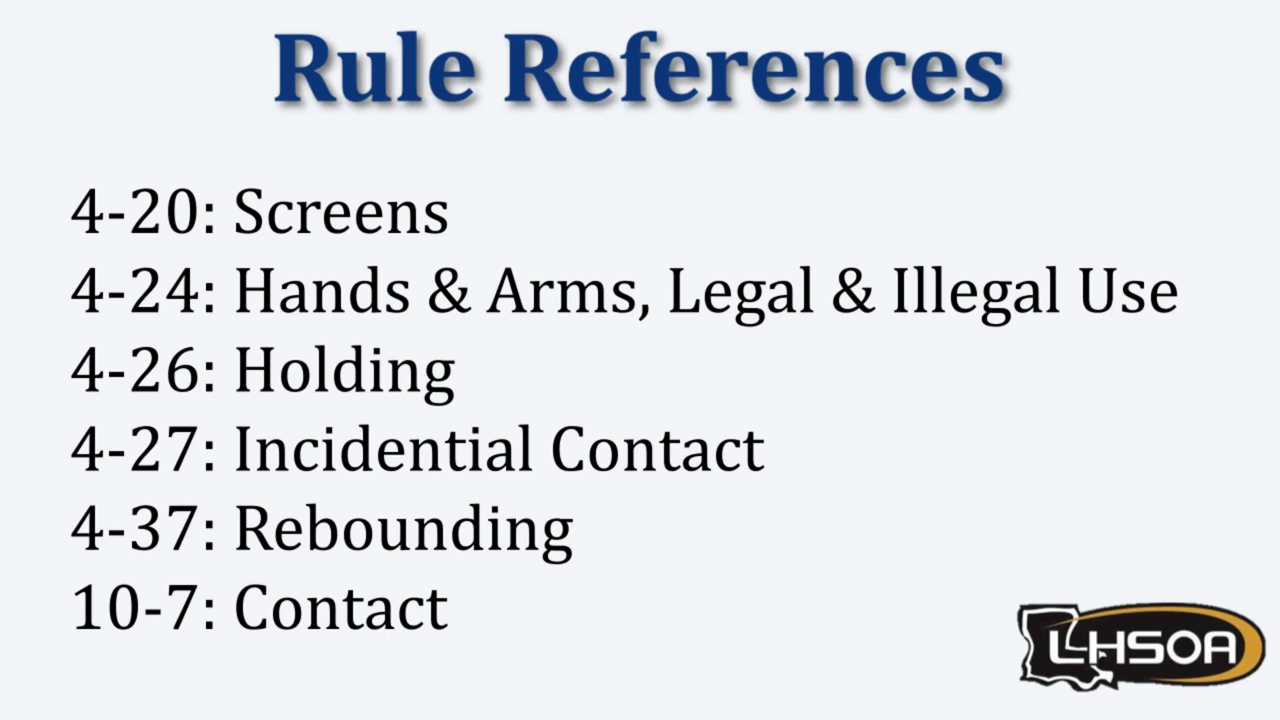 Rule References
4-20: Screens
4-24: Hands & Arms, Legal & Illegal Use
4-26: Holding
4-27: Incidential Contact
4-37: Rebounding
10-7: Contact
LHSOA